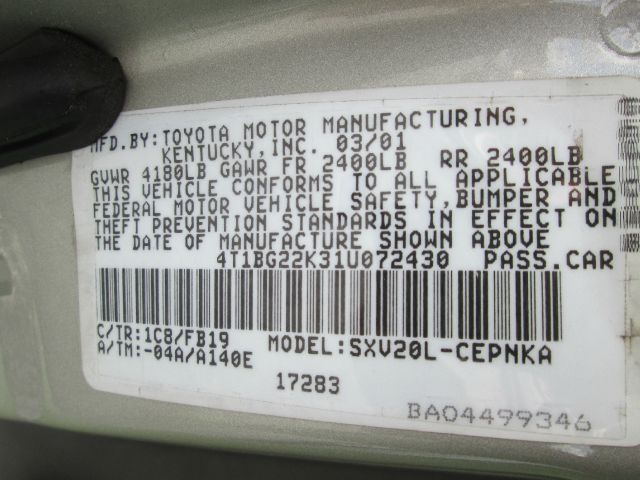 MFD.BY:TOYOTA MOTOR MANUFACTURING,
KENTUCKY,INC. 03/01
GVWR 4180LB GAWR FR 2400LB RR 2400LB
THIS VEHICLE CONFORMS TO ALL APPLICABLE
FEDERAL MOTOR VEHICLE SAFETY,BUMPER AND
THEFT PREVENTION STANDARDS IN EFFECT ON
THE DATE OF MANUFACTURE SHOWN ABOVE
4T1BG22K31U072430 PASS.CAR
C/TR:1C8/FB19
A/TM:-04A/A140E MODEL:SXV20L-CEPNKA
17283
BA04499346